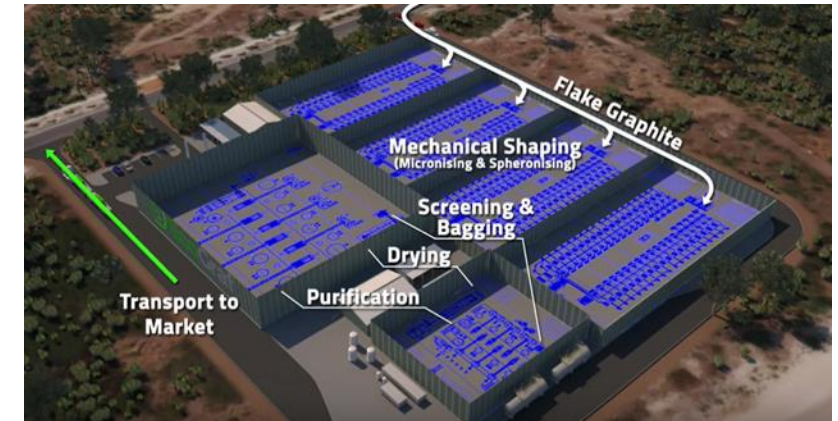 Flake Graphite
Mechanical Shaping
(Micronising & Spheronising)
Screening &
Bagging
Drying
Purification
Transport to
Market